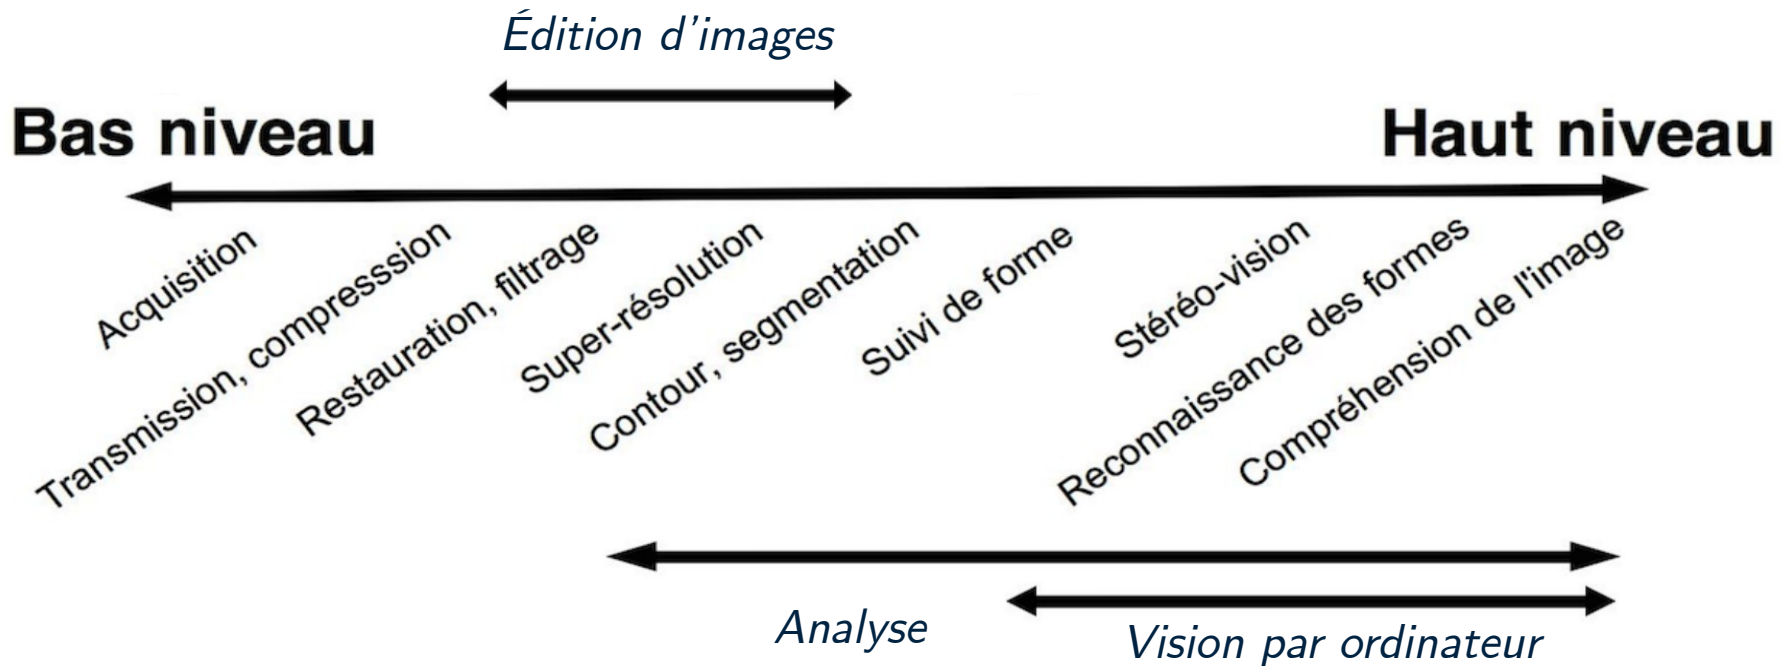 Édition d'images
Bas niveau
Haut niveau
Acquisition
Transmission, compresssion
Restauration, filtrage
Super-résolution
Contour, segmentation
Suivi de forme
Stéréo-vision
Reconnaissance des formes
Compréhension de l'image
Analyse
Vision par ordinateur